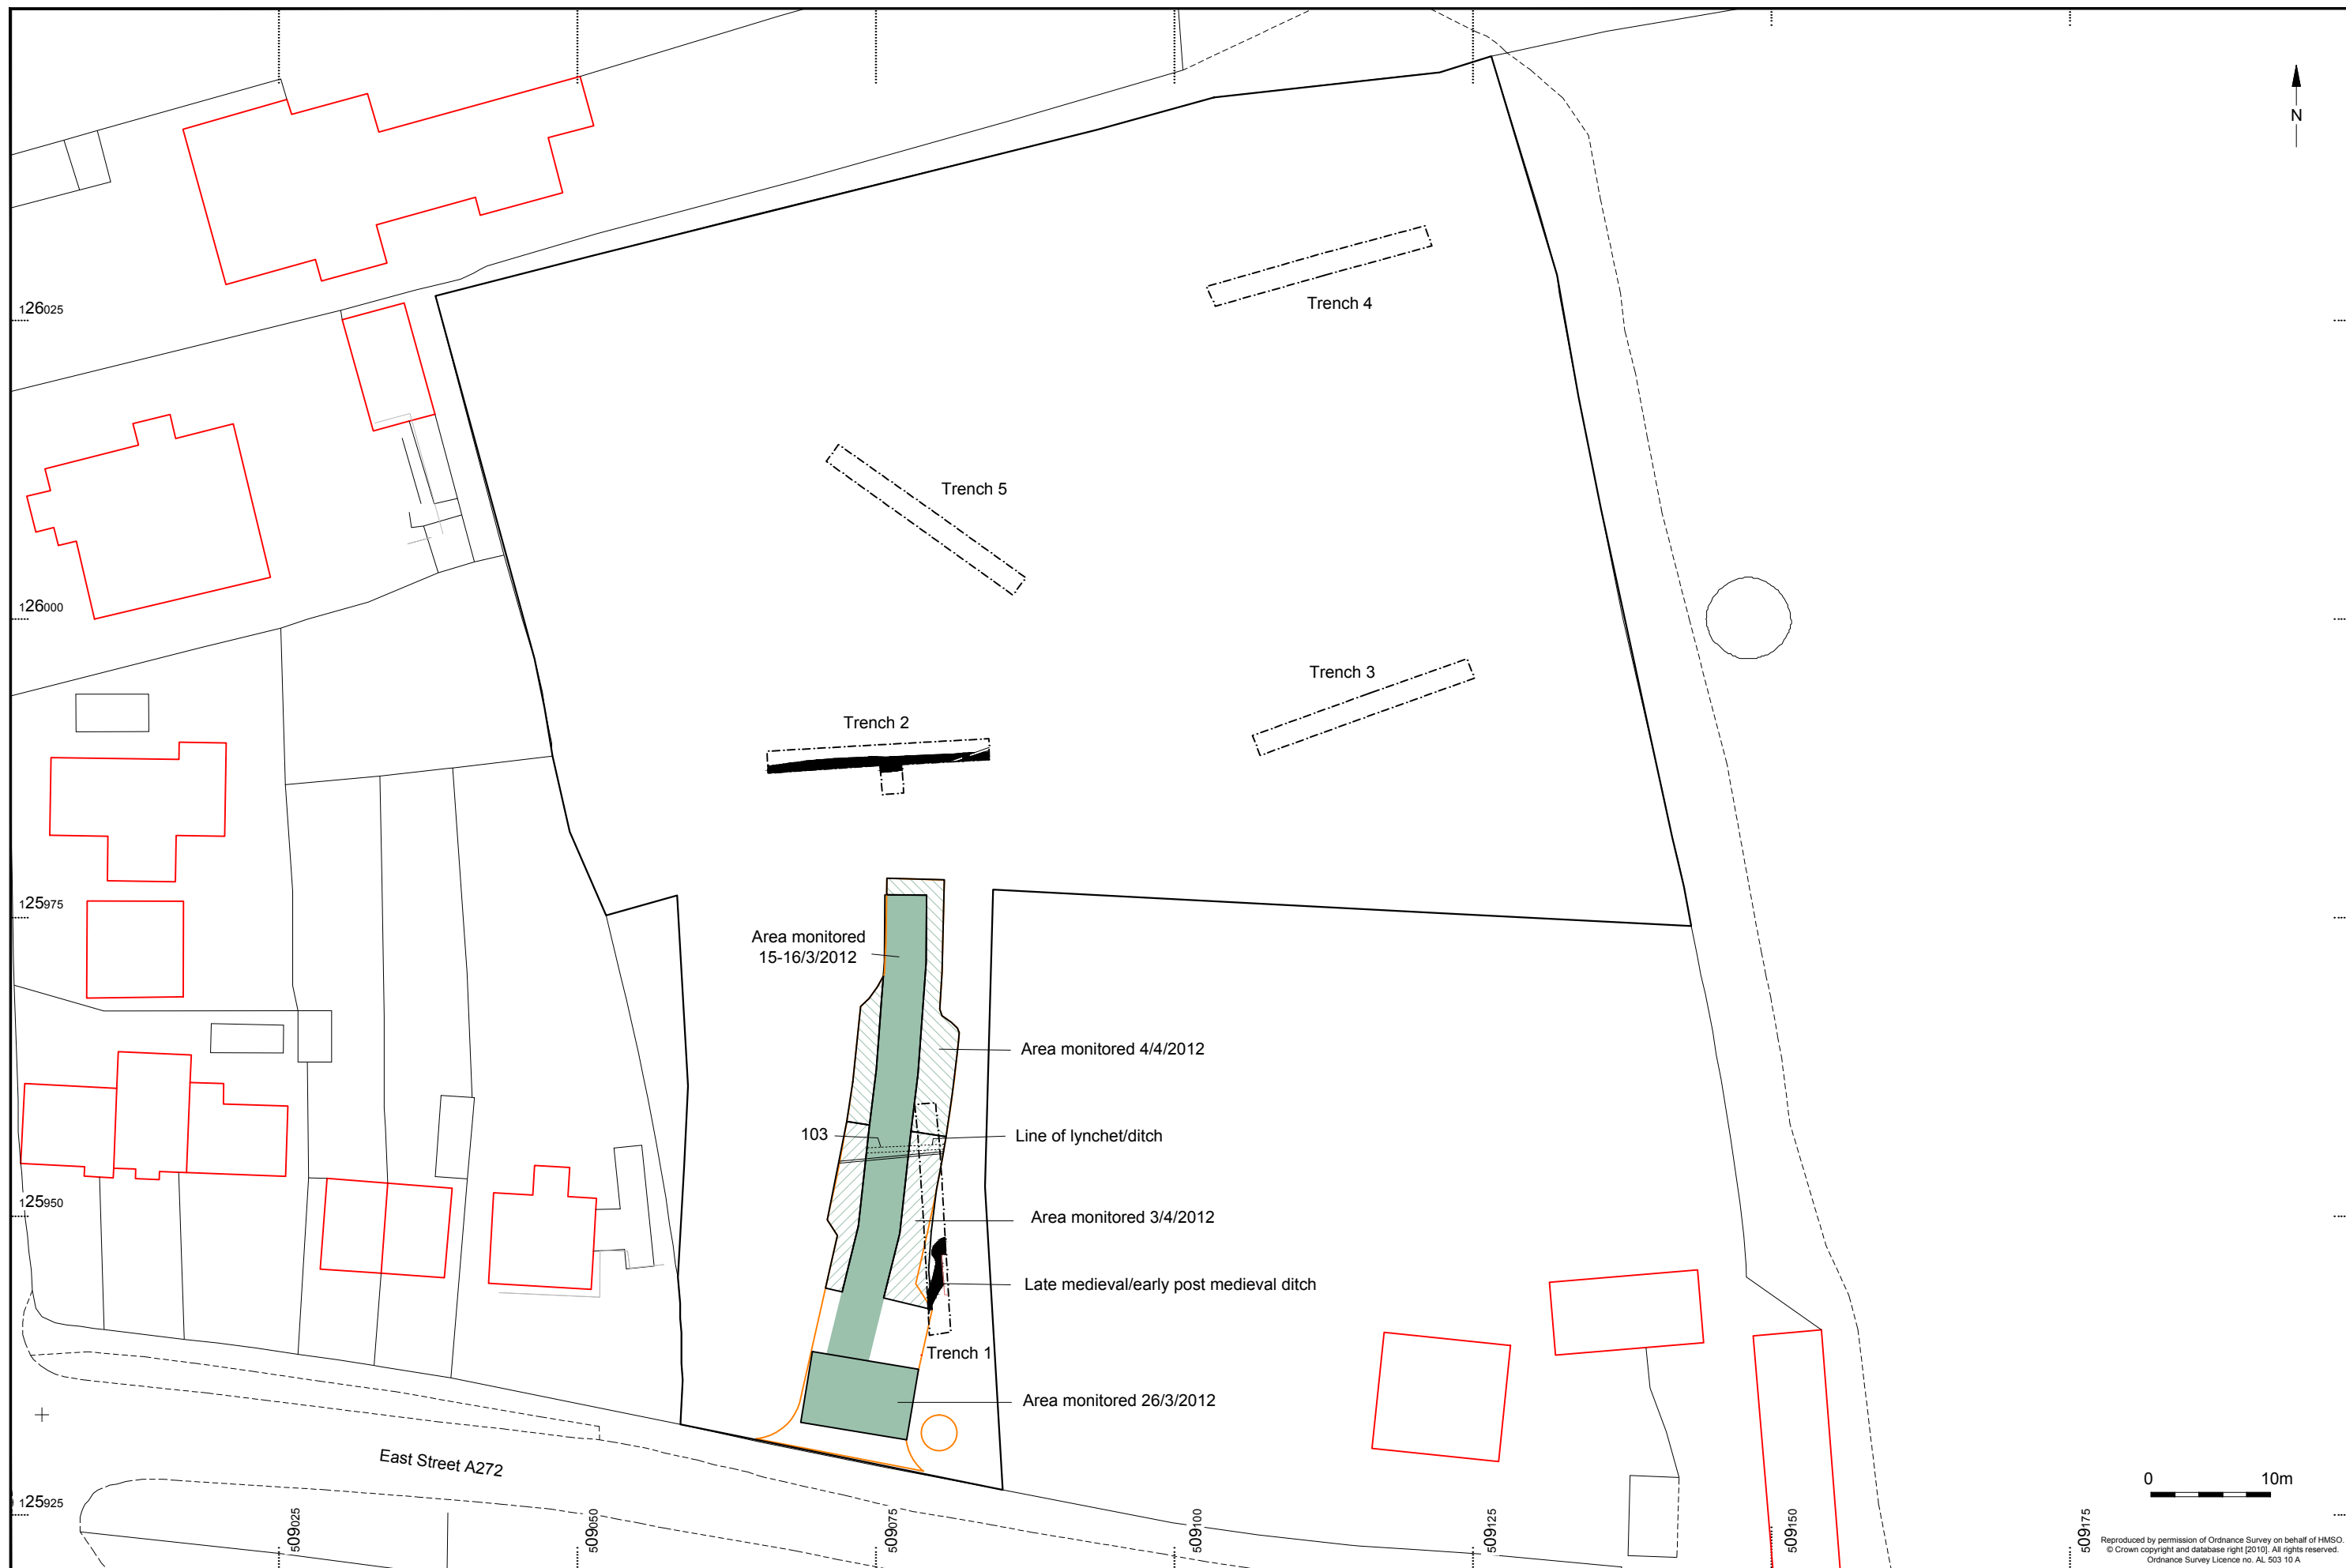 N
126025
Trench 4
Trench 5
126000
Trench 3
Trench 2
125975
Area monitored
15-16/3/2012
Area monitored 4/4/2012
103
Line of lynchet/ditch
125950
Area monitored 3/4/2012
Late medieval/early post medieval ditch
Trench 1
Area monitored 26/3/2012
East Street A272
0 10m
125925
509025
509050
509075
509100
509125
509150
509175
Reproduced by permission of Ordnance Survey on behalf of HMSO.
© Crown copyright and database right [2010]. All rights reserved.
Ordnance Survey Licence no. AL 503 10 A